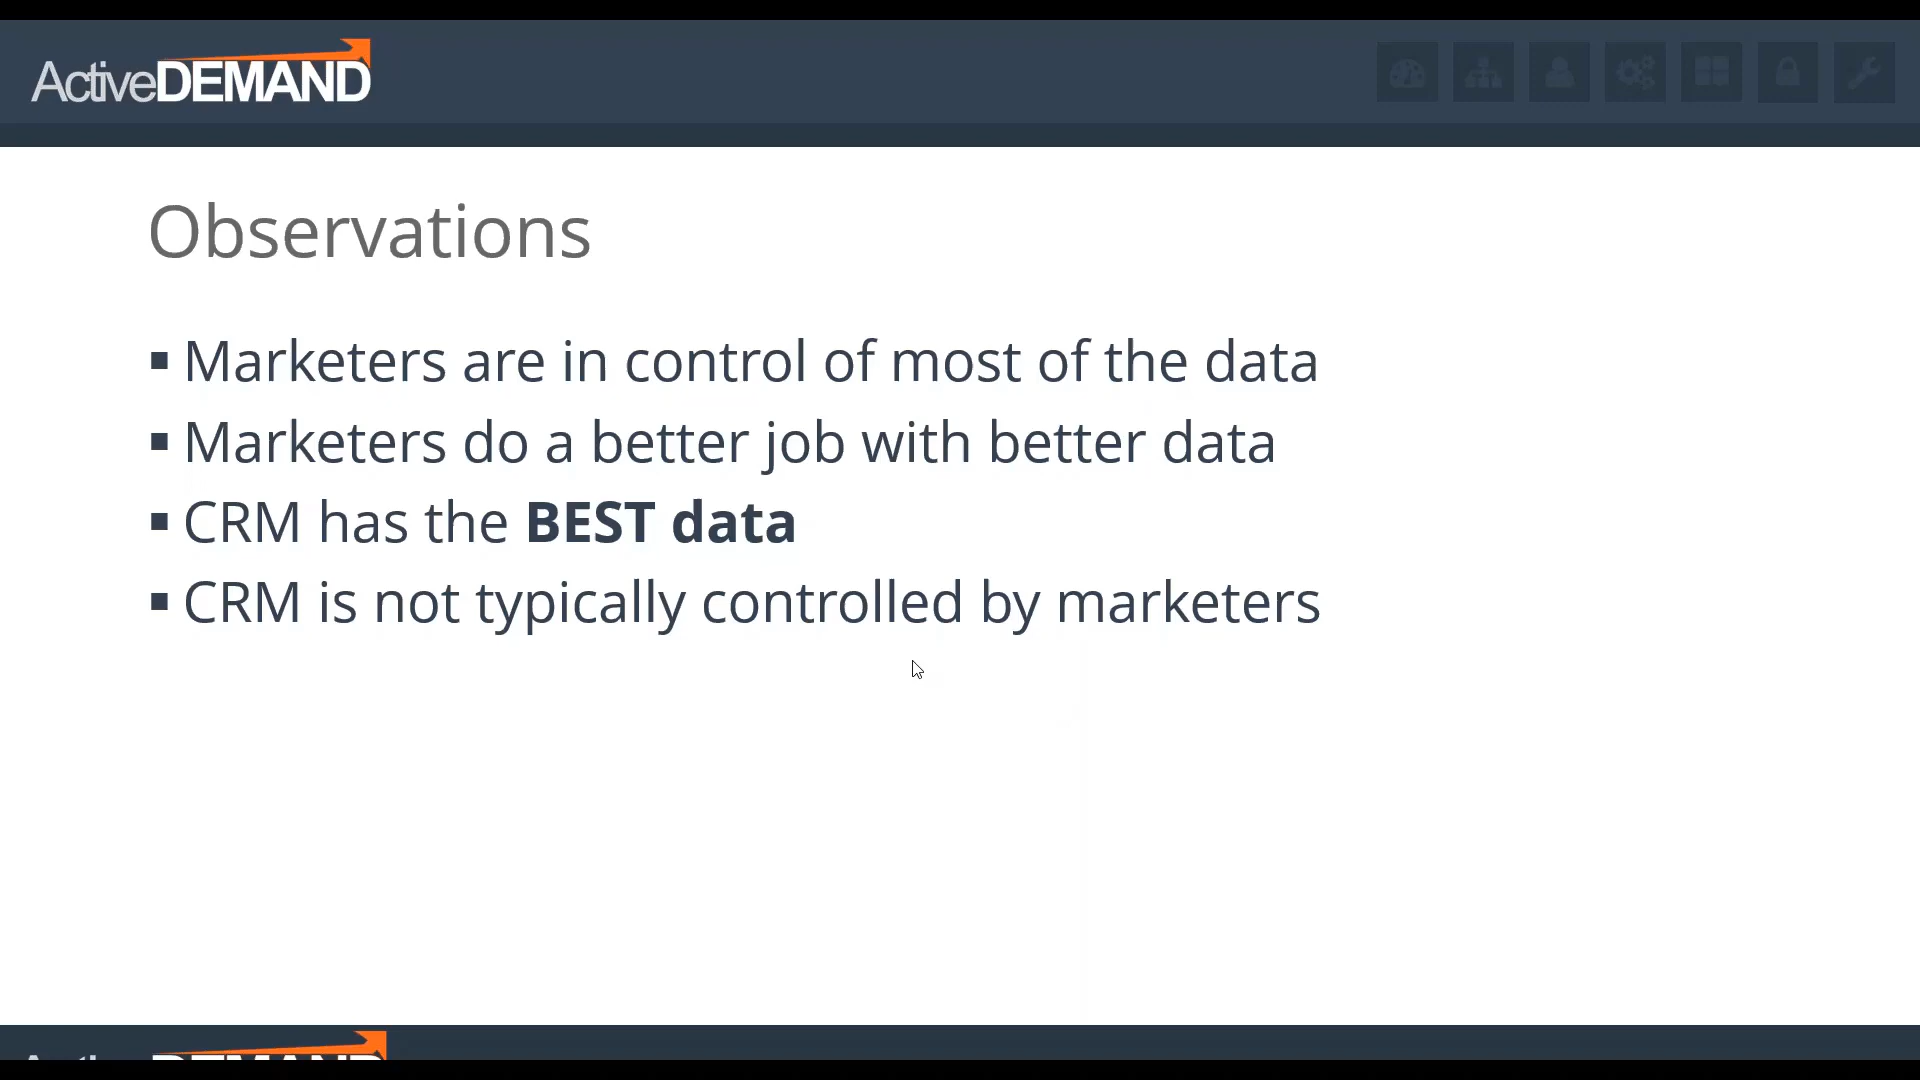 ActiveDEMAND
Observations
▪ Marketers are in control of most of the data
▪ Marketers do a better job with better data
▪ CRM has the BEST data
▪ CRM is not typically controlled by marketers
ActiveDEMAND